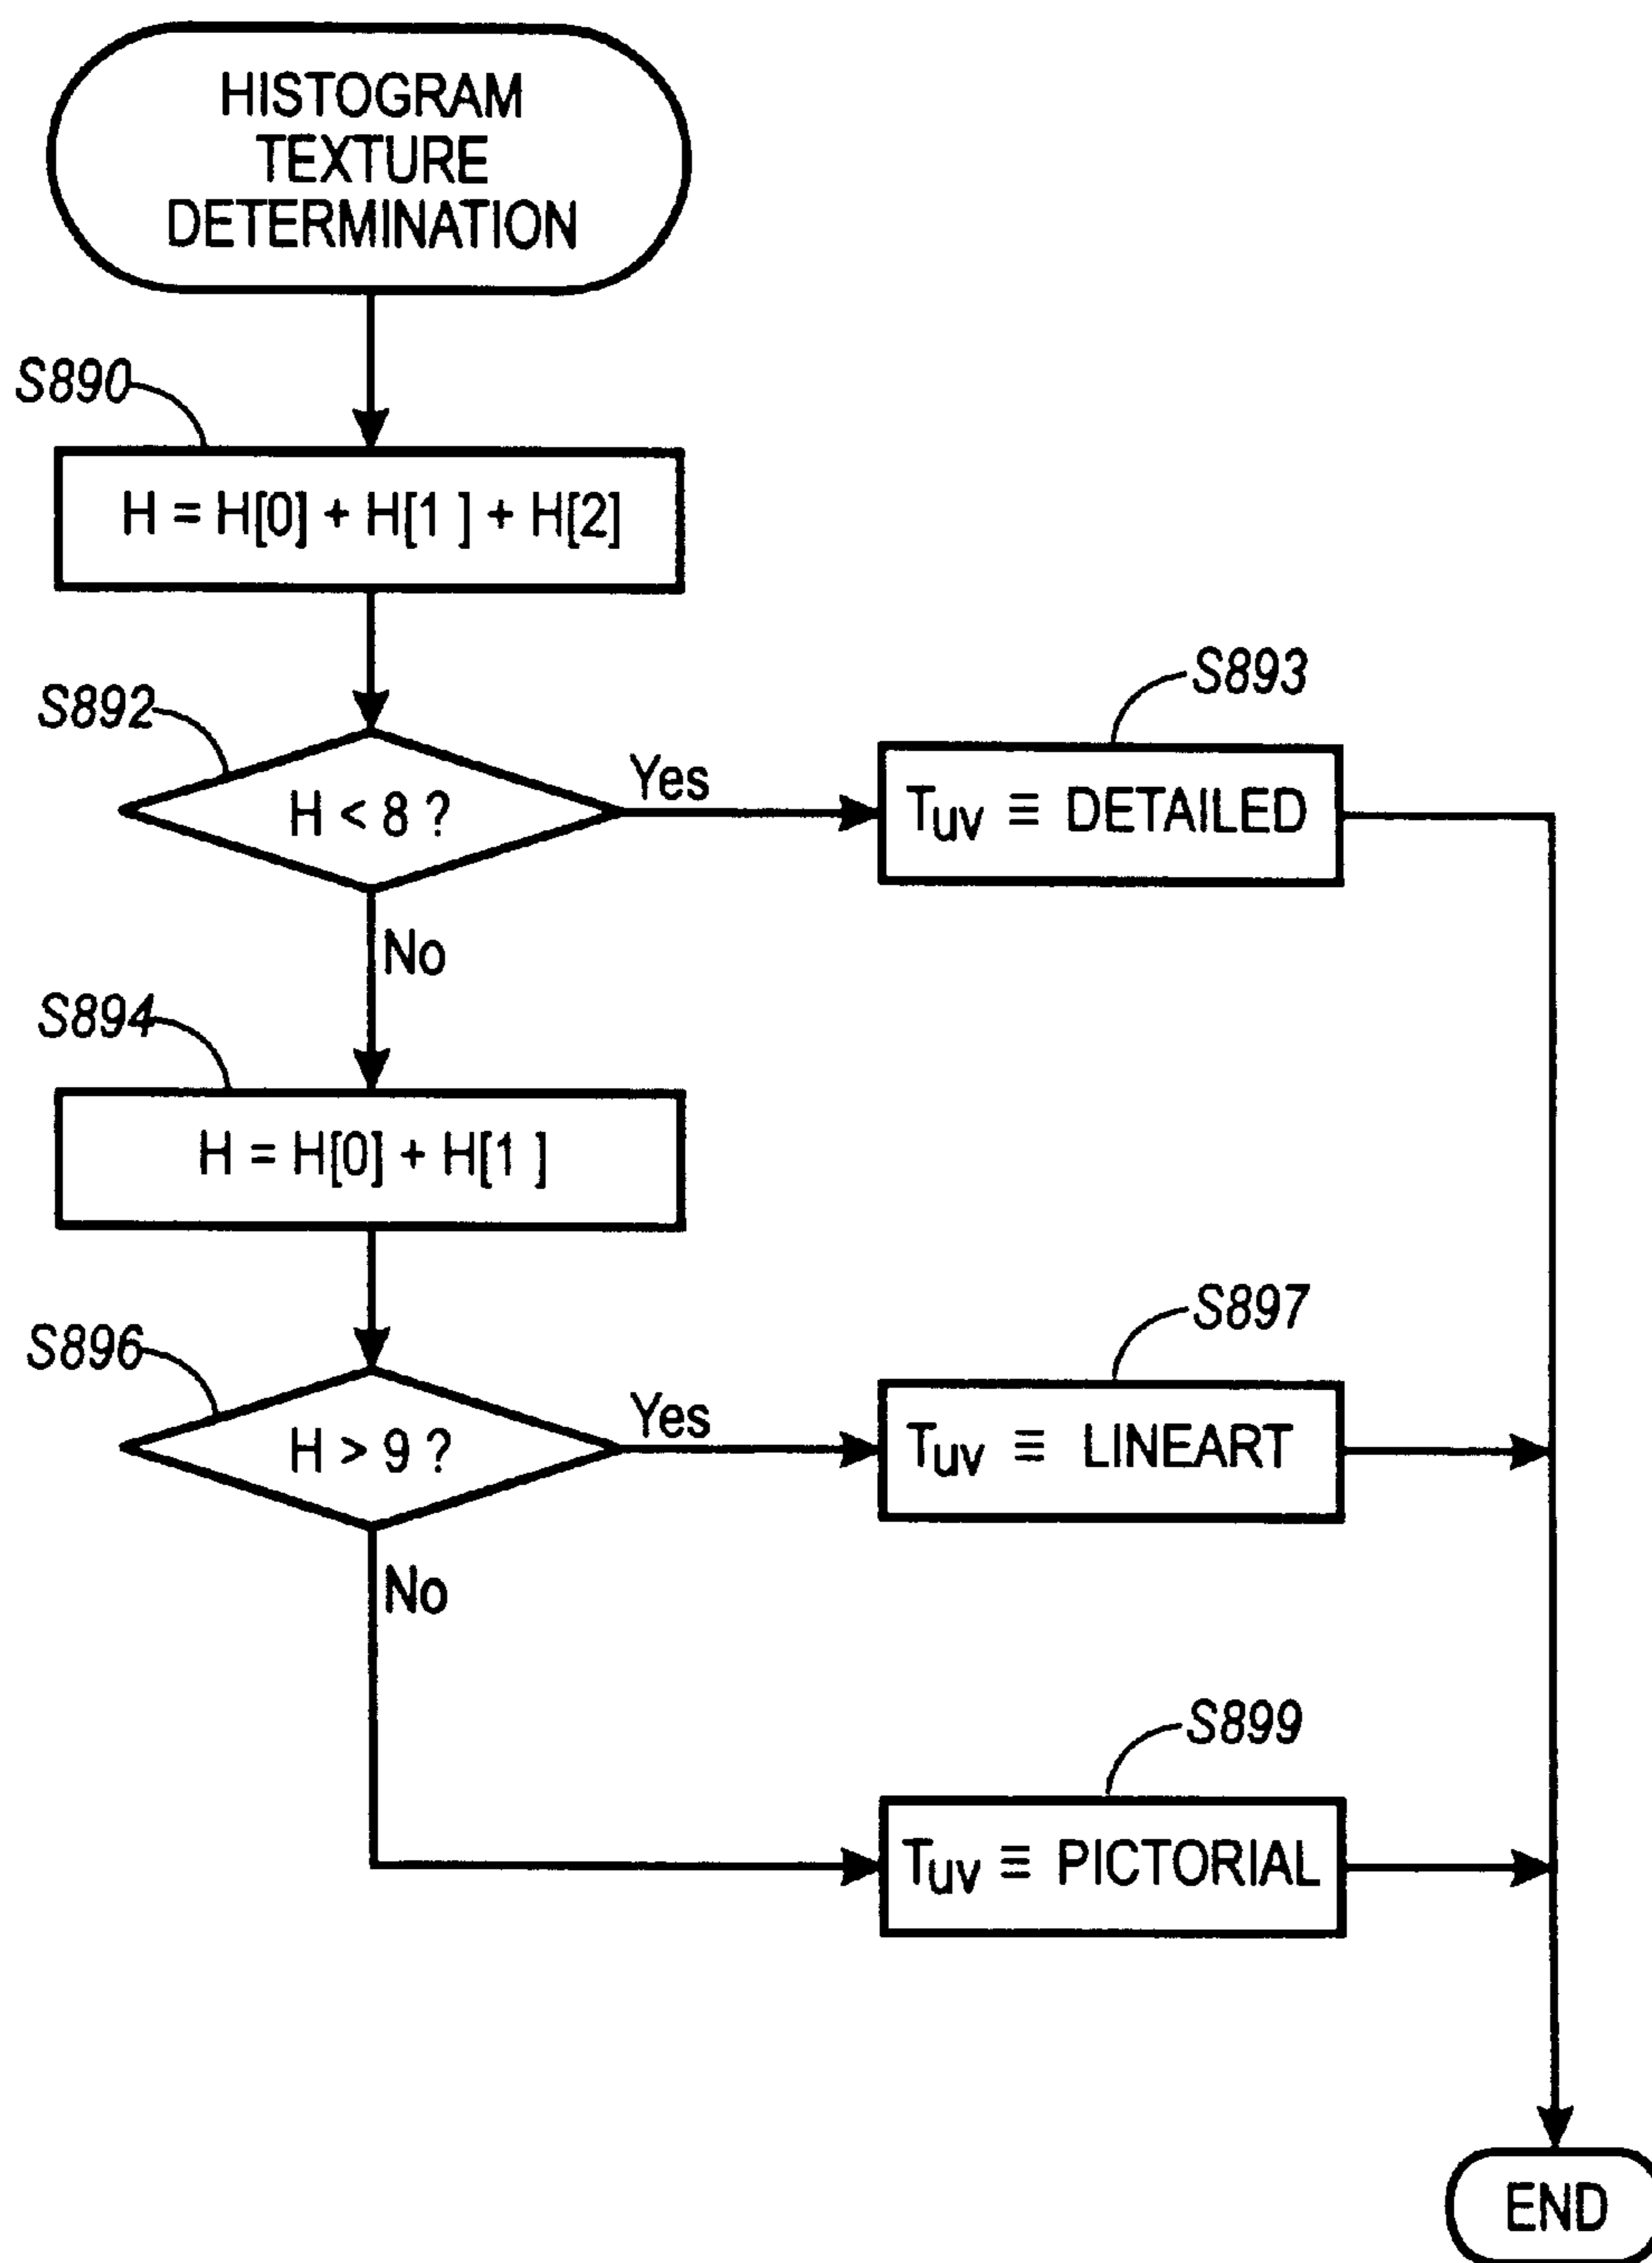 HISTOGRAM
TEXTURE
DETERMINATION
S890
H = H[0] + H[1] + H[2]
S892
H < 8 ?
Yes
S893
Tuv ≡ DETAILED
No
S894
H = H[0] + H[1]
S896
H > 9 ?
Yes
S897
Tuv ≡ LINEART
No
S899
Tuv ≡ PICTORIAL
END